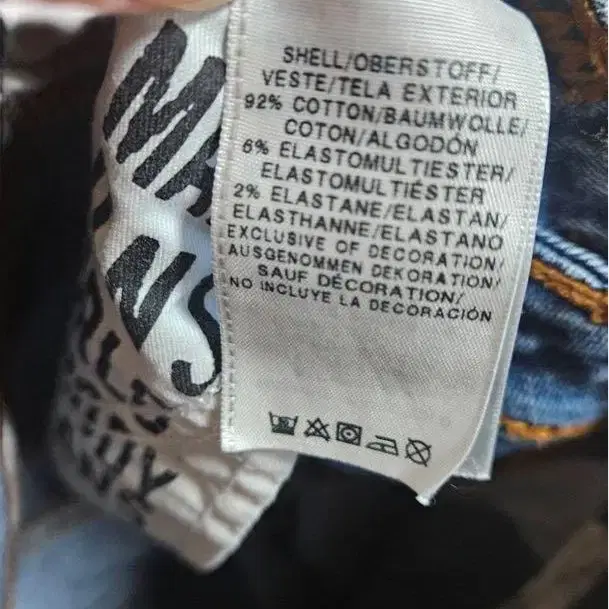 SHELL/OBERSTOFF/
VESTE/TELA EXTERIOR
92% COTTON/BAUMWOLLE/
COTON/ALGODÓN
6% ELASTOMULTIESTER/
ELASTOMULTIÉSTER
2% ELASTANE/ELASTAN/
ELASTHANNE/ELASTANO
EXCLUSIVE OF DECORATION/
AUSGENOMMEN DEKORATION/
SAUF DÉCORATION/
NO INCLUYE LA DECORACIÓN